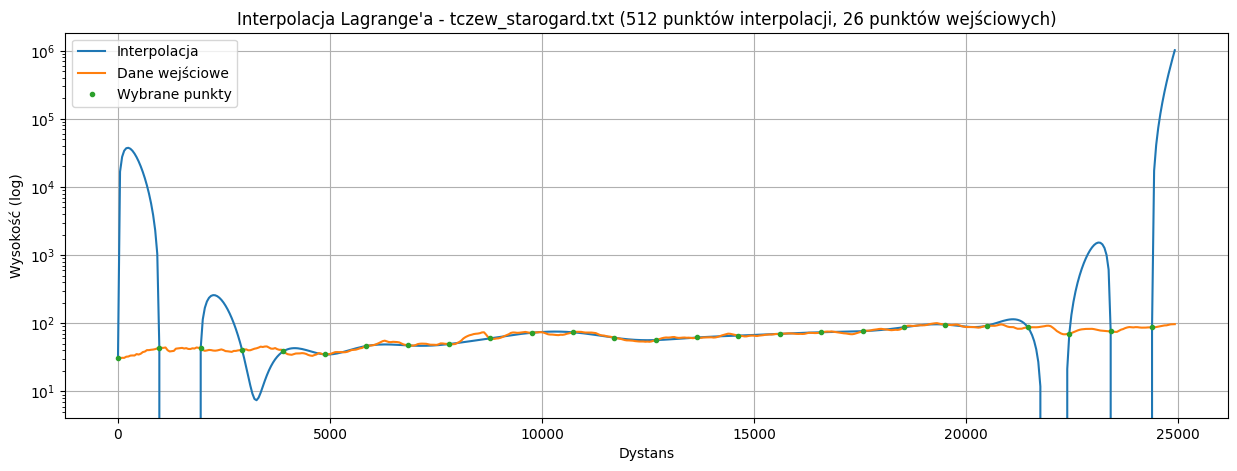 Interpolacja Lagrange'a - tczew_starogard.txt (512 punktów interpolacji, 26 punktów wejściowych)
Interpolacja
Dane wejściowe
Wybrane punkty
Wysokość (log)
10⁶
10⁵
10⁴
10³
10²
10¹
0
5000
10000
15000
20000
25000
Dystans